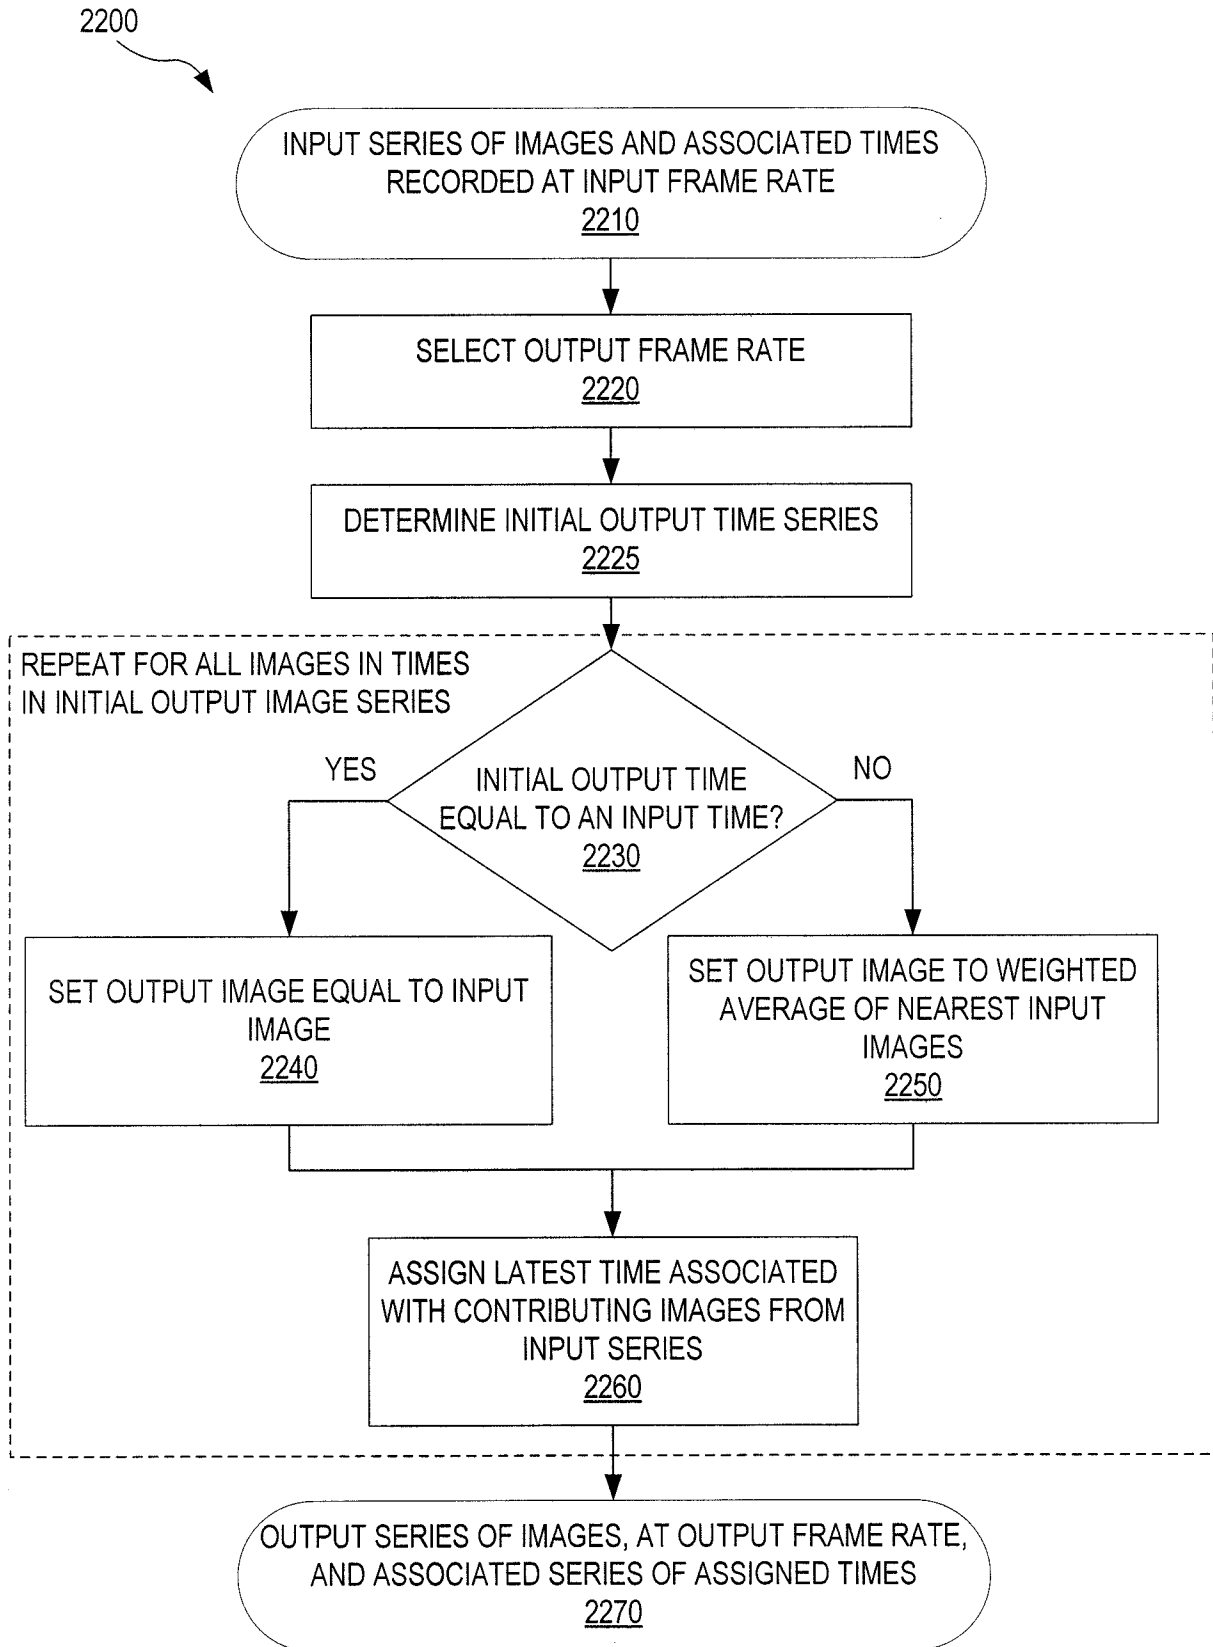 2200
INPUT SERIES OF IMAGES AND ASSOCIATED TIMES
RECORDED AT INPUT FRAME RATE
2210
SELECT OUTPUT FRAME RATE
2220
DETERMINE INITIAL OUTPUT TIME SERIES
2225
REPEAT FOR ALL IMAGES IN TIMES
IN INITIAL OUTPUT IMAGE SERIES
YES
NO
INITIAL OUTPUT TIME
EQUAL TO AN INPUT TIME?
2230
SET OUTPUT IMAGE EQUAL TO INPUT
IMAGE
2240
SET OUTPUT IMAGE TO WEIGHTED
AVERAGE OF NEAREST INPUT
IMAGES
2250
ASSIGN LATEST TIME ASSOCIATED
WITH CONTRIBUTING IMAGES FROM
INPUT SERIES
2260
OUTPUT SERIES OF IMAGES, AT OUTPUT FRAME RATE,
AND ASSOCIATED SERIES OF ASSIGNED TIMES
2270